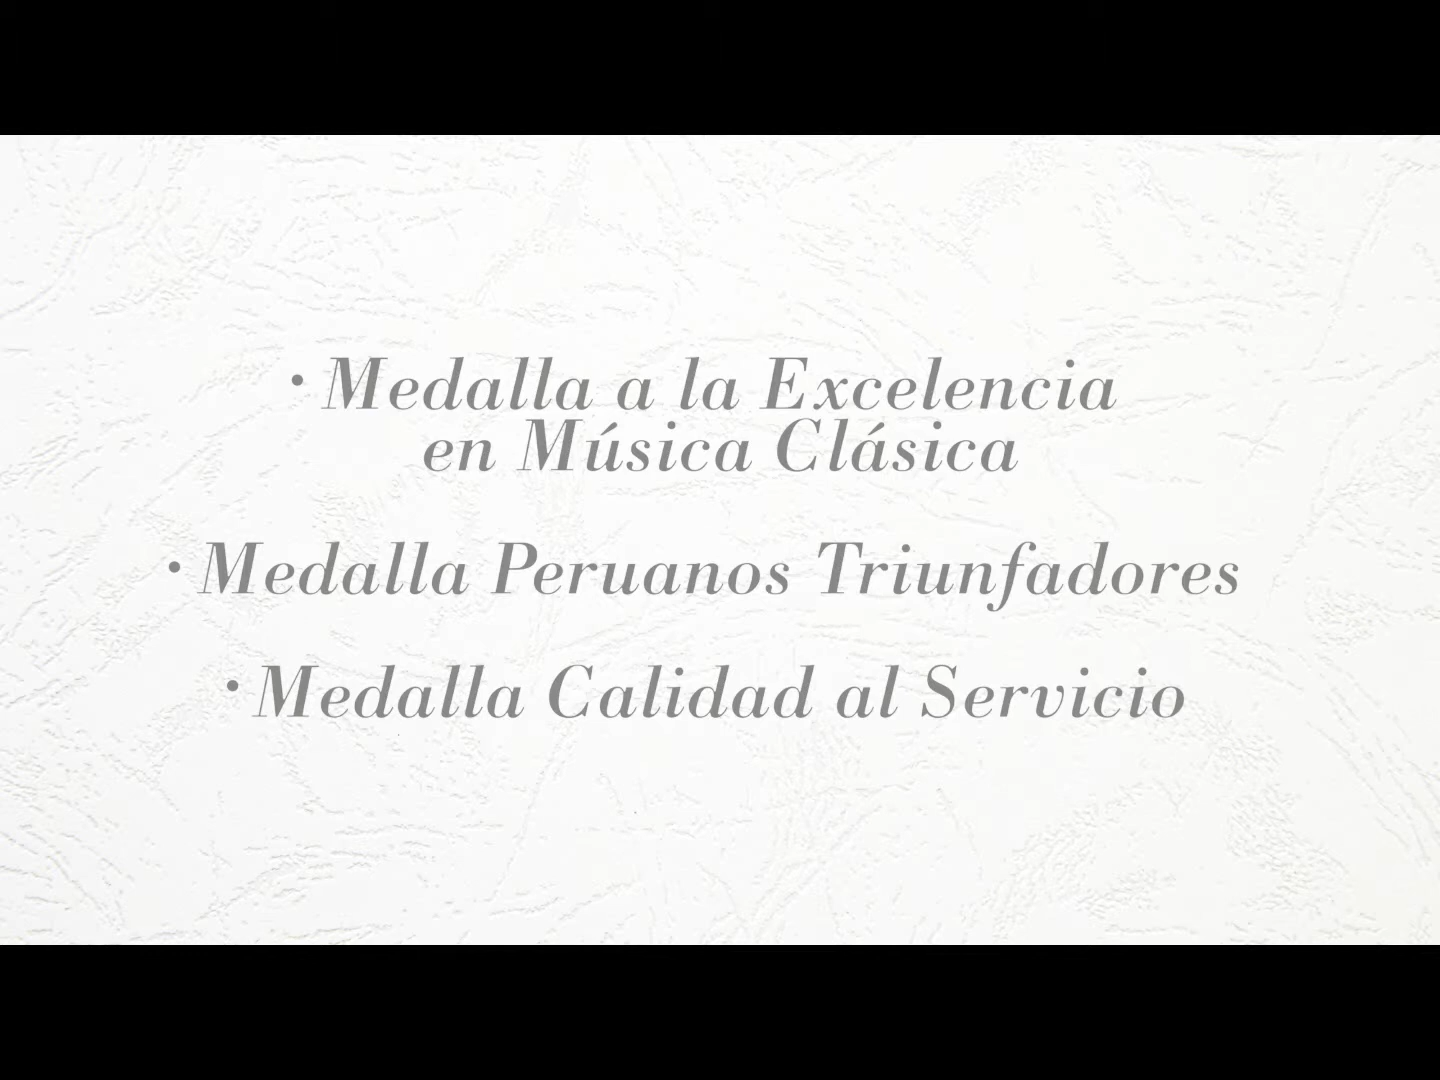 • Medalla a la Excelencia
en Música Clásica
• Medalla Peruanos Triunfadores
• Medalla Calidad al Servicio